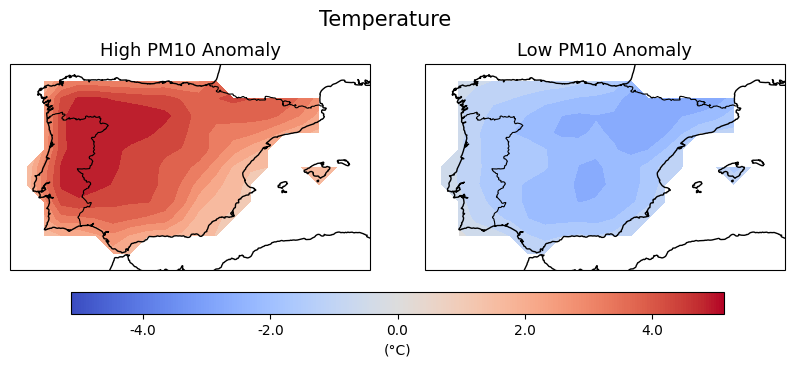 Temperature
High PM10 Anomaly
Low PM10 Anomaly
-4.0 -2.0 0.0 2.0 4.0
(°C)